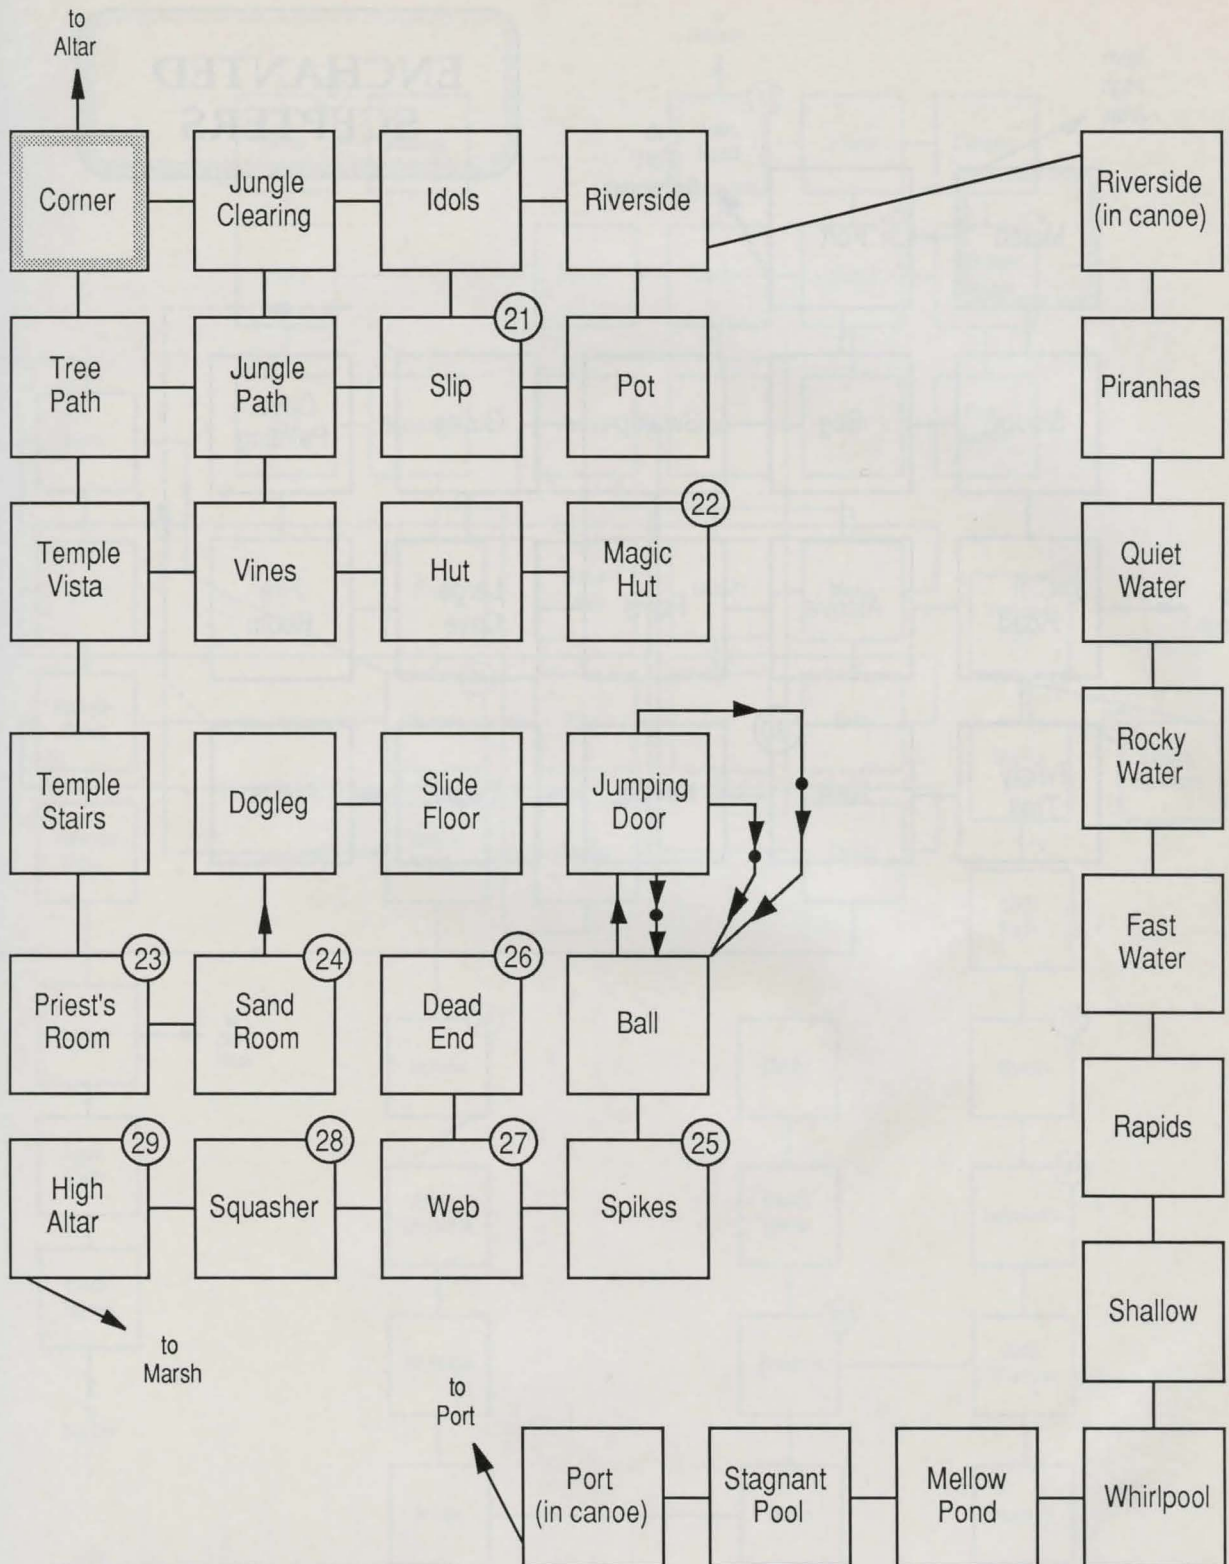 to
Altar
Corner
Jungle
Clearing
Idols
Riverside
Riverside
(in canoe)
Tree
Path
Jungle
Path
21
Slip
Pot
Piranhas
Temple
Vista
Vines
Hut
22
Magic
Hut
Quiet
Water
Temple
Stairs
Dogleg
Slide
Floor
Jumping
Door
Rocky
Water
Fast
Water
23
Priest's
Room
24
Sand
Room
26
Dead
End
Ball
Rapids
29
High
Altar
28
Squasher
27
Web
25
Spikes
Shallow
to
Marsh
to
Port
Port
(in canoe)
Stagnant
Pool
Mellow
Pond
Whirlpool